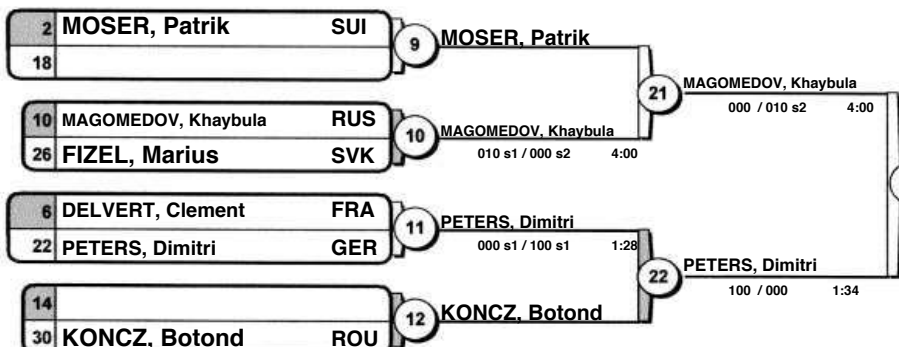 2 MOSER, Patrik SUI
18
9 MOSER, Patrik
10 MAGOMEDOV, Khaybula RUS
26 FIZEL, Marius SVK
10 MAGOMEDOV, Khaybula
010 s1 / 000 s2 4:00
21 MAGOMEDOV, Khaybula
000 / 010 s2 4:00
6 DELVERT, Clement FRA
22 PETERS, Dimitri GER
11 PETERS, Dimitri
000 s1 / 100 s1 1:28
14
30 KONCZ, Botond ROU
12 KONCZ, Botond
22 PETERS, Dimitri
100 / 000 1:34